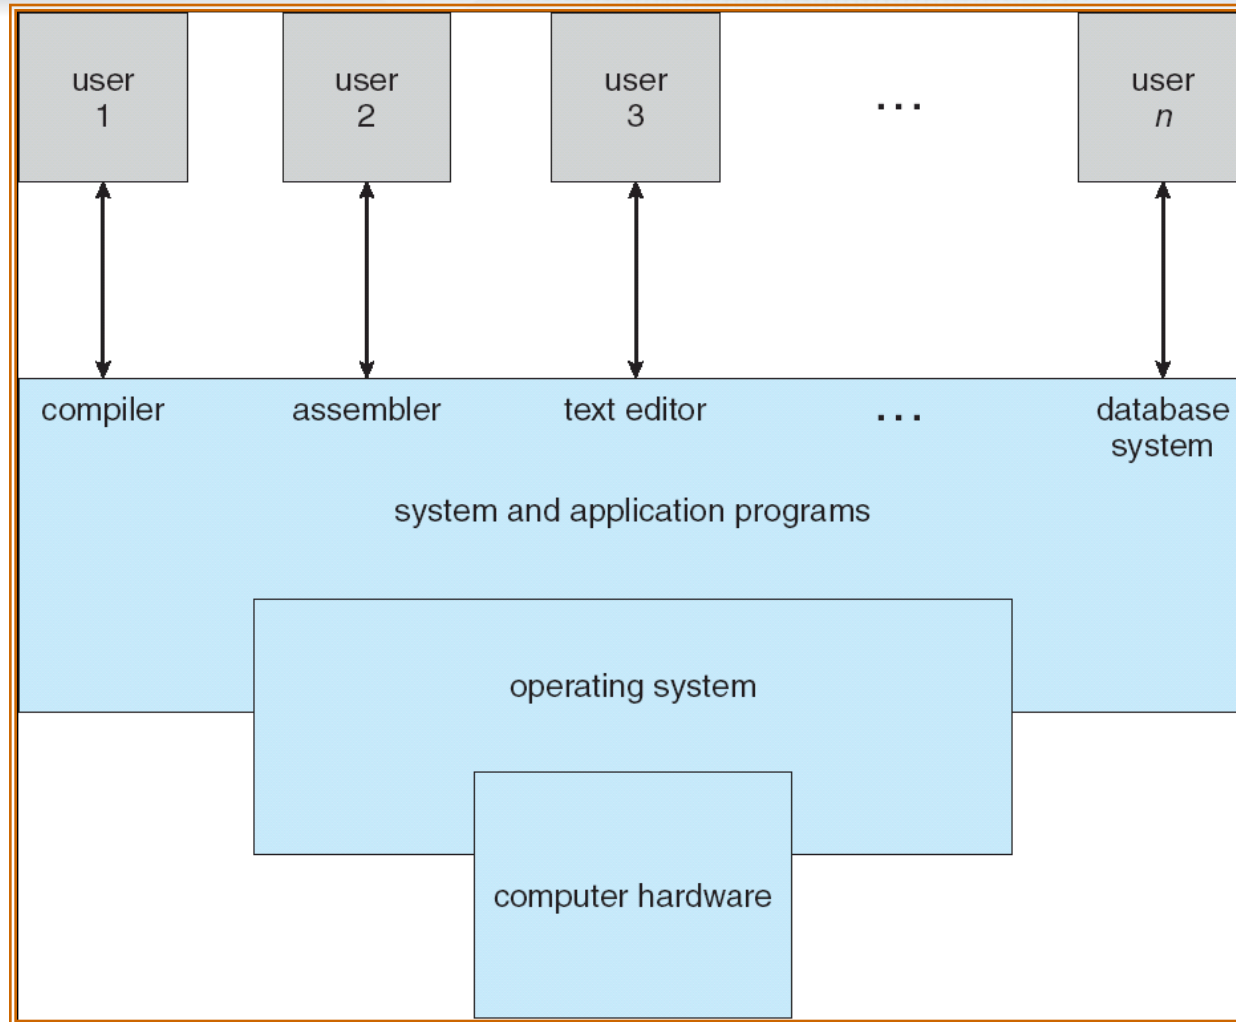 user
1
user
2
user
3
...
user
n
compiler
assembler
text editor
...
database
system
system and application programs
operating system
computer hardware